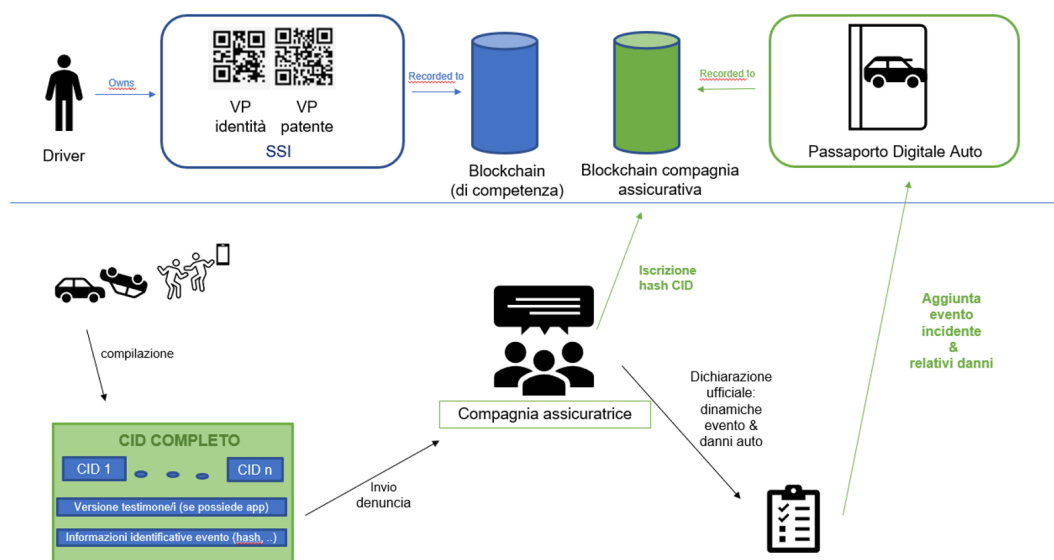 Owns
VP
identità
VP
patente
SSI
Recorded to
Recorded to
Driver
Blockchain
(di competenza)
Blockchain compagnia
assicurativa
Passaporto Digitale Auto
Iscrizione
hash CID
Aggiunta
evento
incidente
&
relativi danni
compilazione
Dichiarazione
ufficiale:
dinamiche
evento &
danni auto
Compagnia assicuratrice
CID COMPLETO
CID 1
CID n
Versione testimone/i (se possiede app)
Informazioni identificative evento (hash, ..)
Invio
denuncia